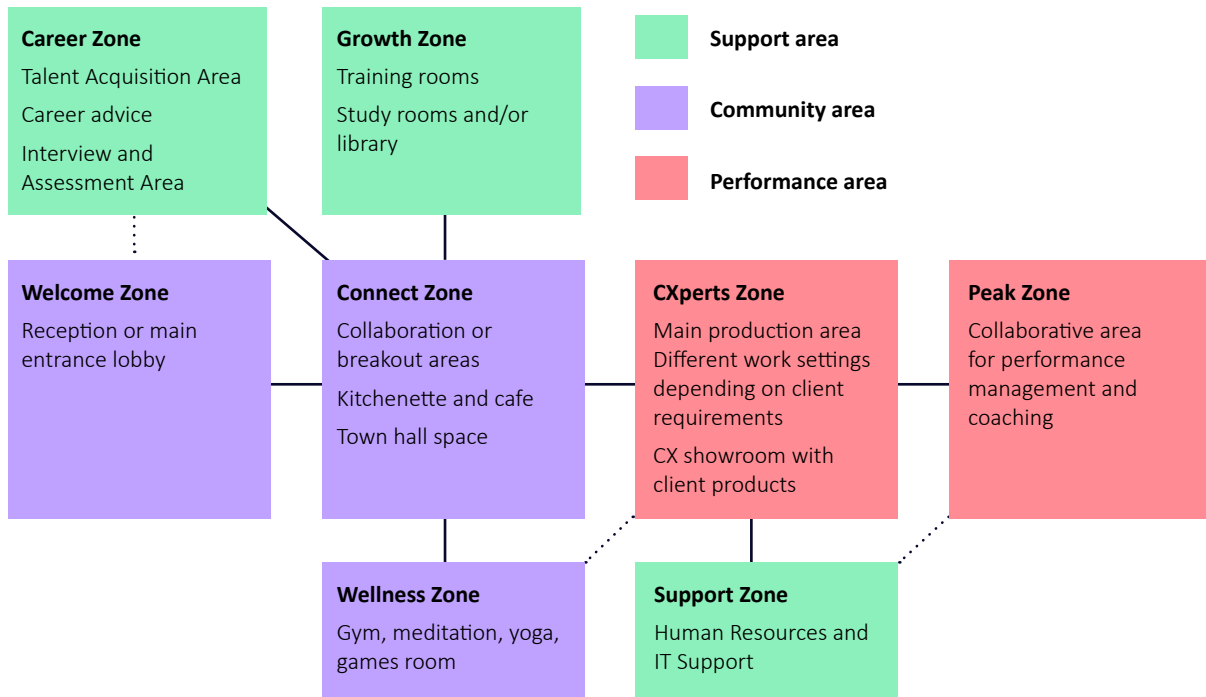 Career Zone
Talent Acquisition Area
Career advice
Interview and
Assessment Area
Growth Zone
Training rooms
Study rooms and/or
library
Support area
Community area
Performance area
Welcome Zone
Reception or main
entrance lobby
Connect Zone
Collaboration or
breakout areas
Kitchenette and cafe
Town hall space
CXperts Zone
Main production area
Different work settings
depending on client
requirements
CX showroom with
client products
Peak Zone
Collaborative area
for performance
management and
coaching
Wellness Zone
Gym, meditation, yoga,
games room
Support Zone
Human Resources and
IT Support